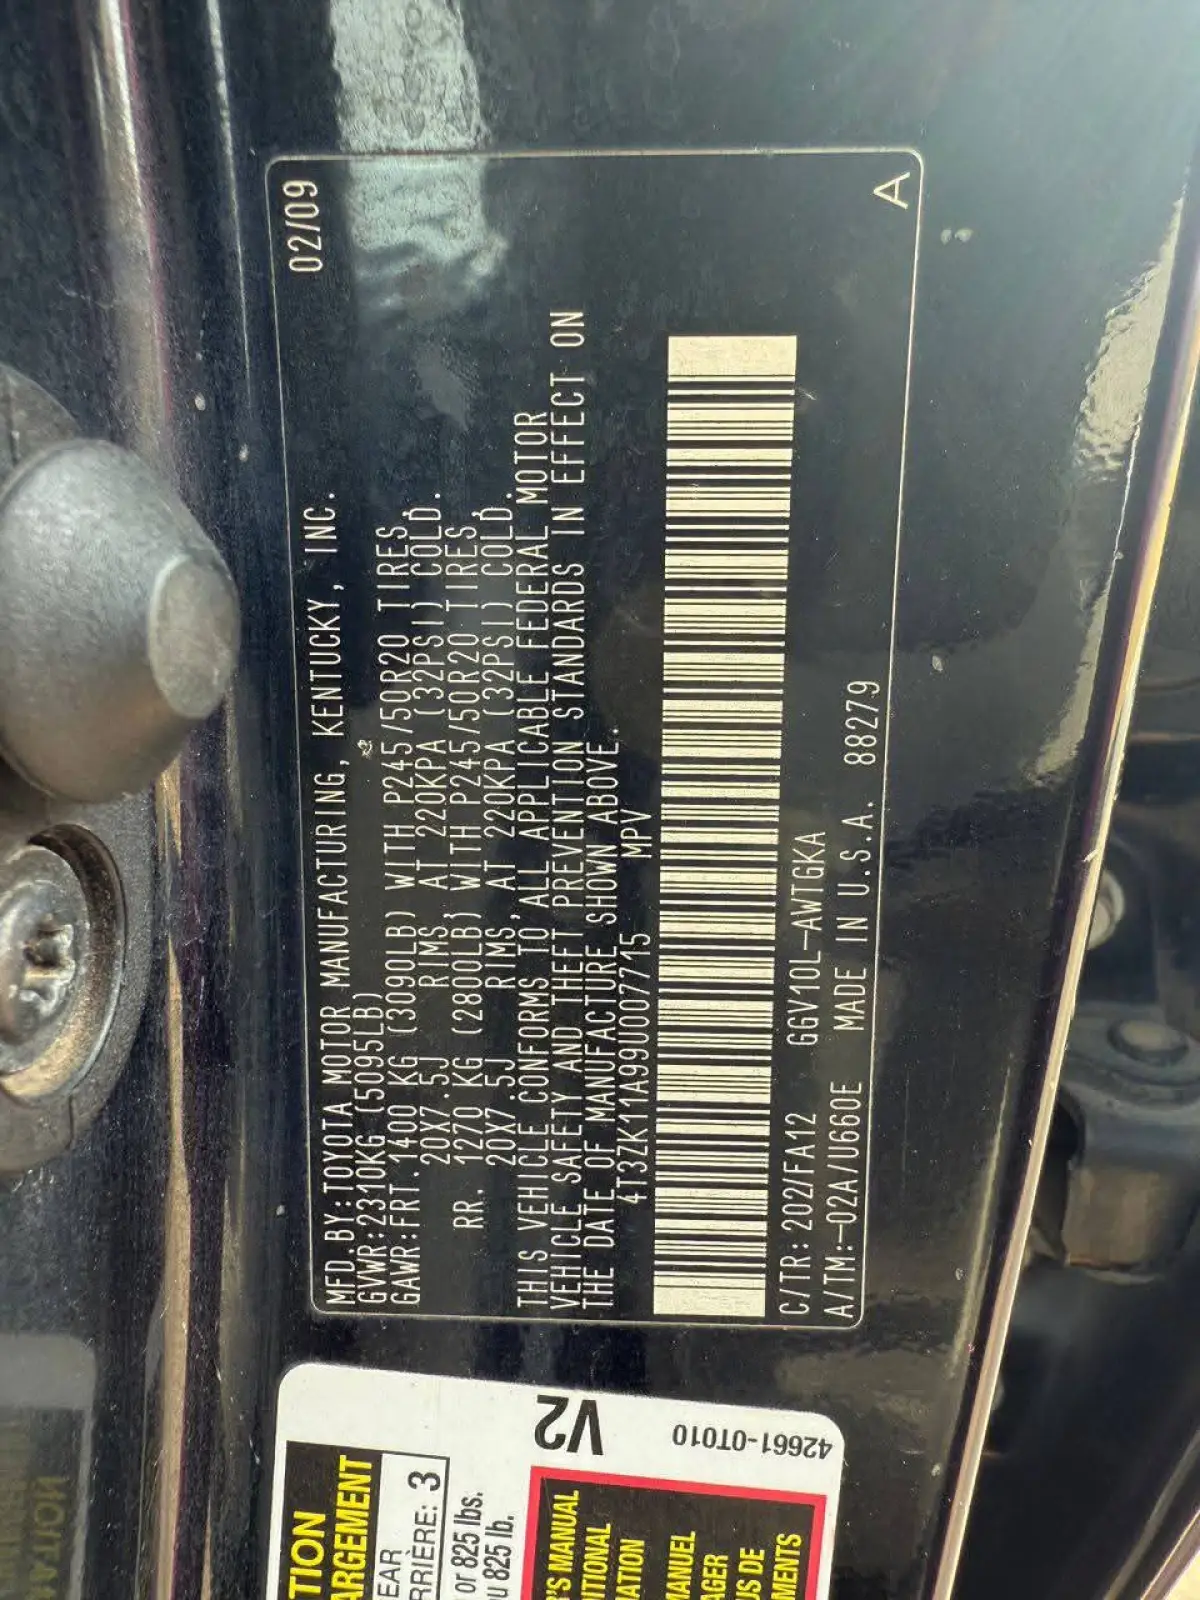 MFD.BY:TOYOTA MOTOR MANUFACTURING, KENTUCKY, INC. 02/09
GVWR:2310KG (5095LB)
GAWR:FRT.1400 KG (3090LB) WITH P245/50R20 TIRES,
20X7.5J RIMS, AT 220KPA (32PSI) COLD.
RR. 1270 KG (2800LB) WITH P245/50R20 TIRES,
20X7.5J RIMS, AT 220KPA (32PSI) COLD.
THIS VEHICLE CONFORMS TO ALL APPLICABLE FEDERAL MOTOR
VEHICLE SAFETY AND THEFT PREVENTION STANDARDS IN EFFECT ON
THE DATE OF MANUFACTURE SHOWN ABOVE.
4T3ZK11A99U007715 MPV
C/TR: 202/FA12 GGV10L-AWTGKA
A/TM:-02A/U660E MADE IN U.S.A. 88279
A
V2
42661-0T010
TION
ARGEMENT
EAR
RRIÈRE: 3
or 825 lbs.
u 825 lb.
'S MANUAL
ITIONAL
ATION
MANUEL
AGER
US DE
MENTS